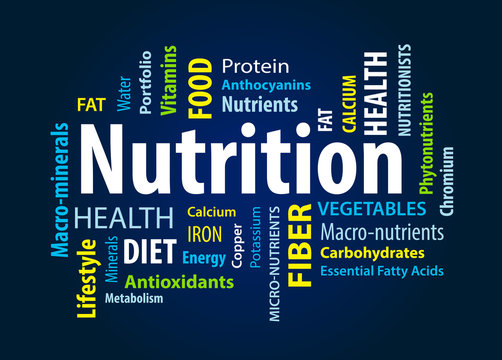 FAT
Water
Portfolio
Vitamins
FOOD
Protein
Anthocyanins
Nutrients
FAT
CALCIUM
HEALTH
NUTRITIONISTS
Phytonutrients
Chromium
Macro-minerals
Nutrition
HEALTH
Lifestyle
Minerals
DIET
Calcium
IRON
Energy
Copper
Potassium
MICRO-NUTRIENTS
FIBER
VEGETABLES
Macro-nutrients
Carbohydrates
Essential Fatty Acids
Antioxidants
Metabolism